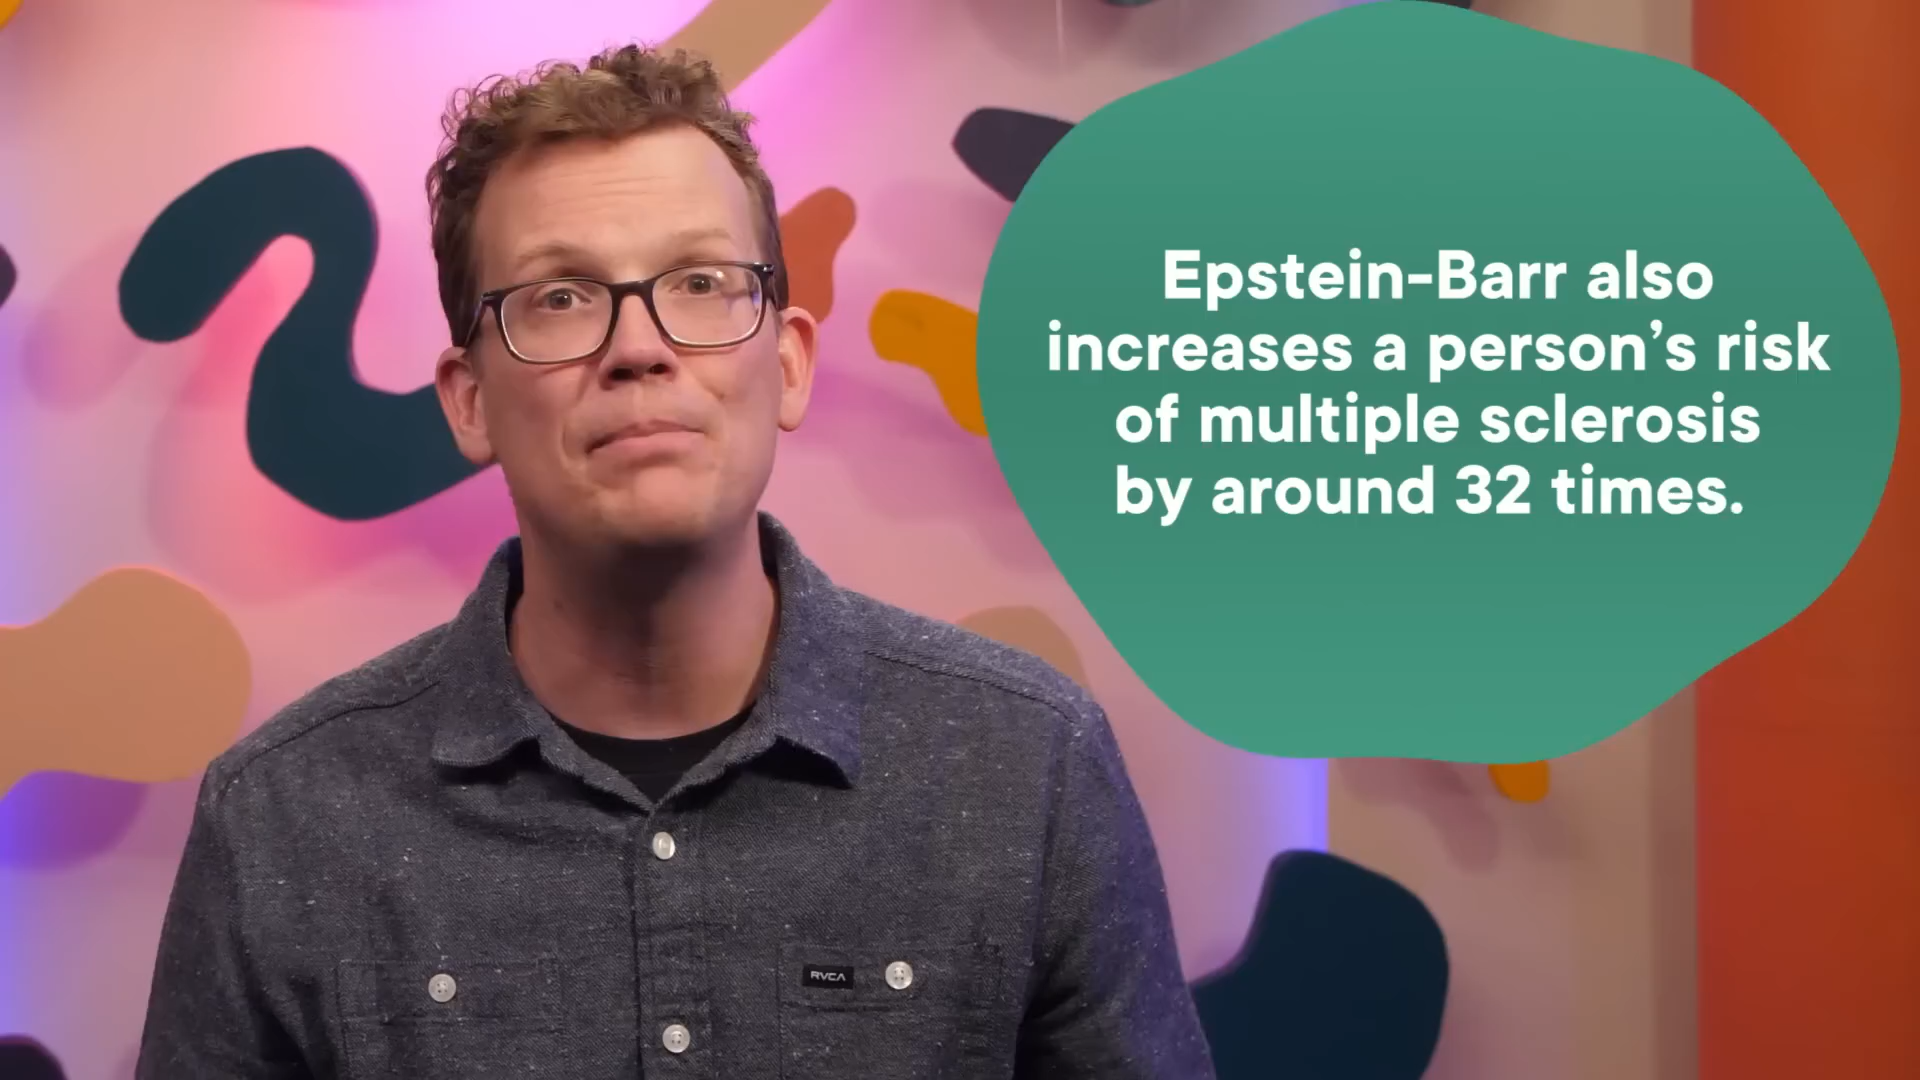 Epstein-Barr also
increases a person’s risk
of multiple sclerosis
by around 32 times.
RVCA